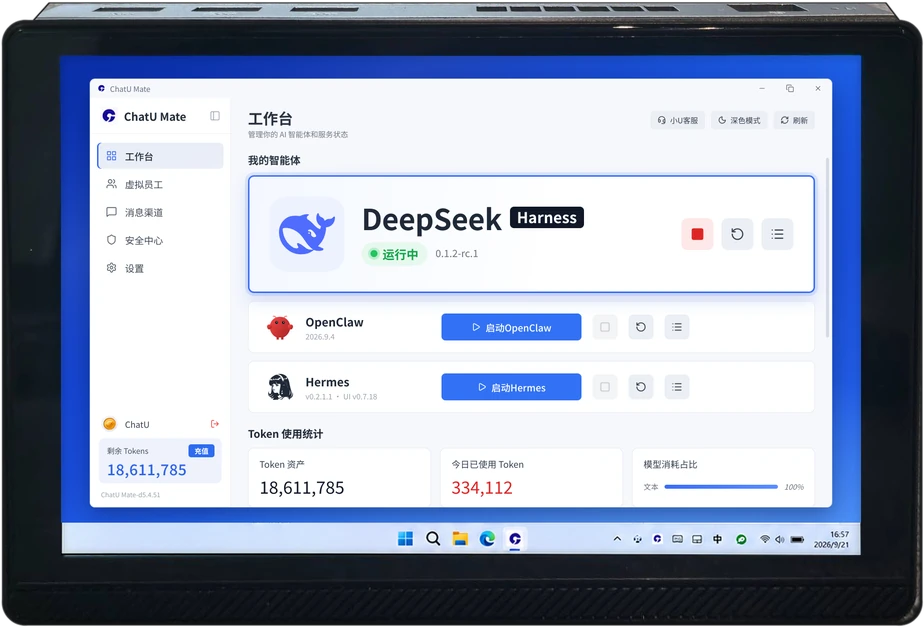 ChatU Mate
ChatU Mate
工作台
虚拟员工
消息渠道
安全中心
设置
ChatU
剩余 Tokens
充值
18,611,785
ChatU Mate-d5.4.51
工作台
管理你的 AI 智能体和服务状态
小U客服
深色模式
刷新
我的智能体
DeepSeek Harness
运行中 0.1.2-rc.1
OpenClaw
2026.9.4
启动OpenClaw
Hermes
v0.2.1.1 • UI v0.7.18
启动Hermes
Token 使用统计
Token 资产
18,611,785
今日已使用 Token
334,112
模型消耗占比
文本 100%
中
16:57
2026/9/21